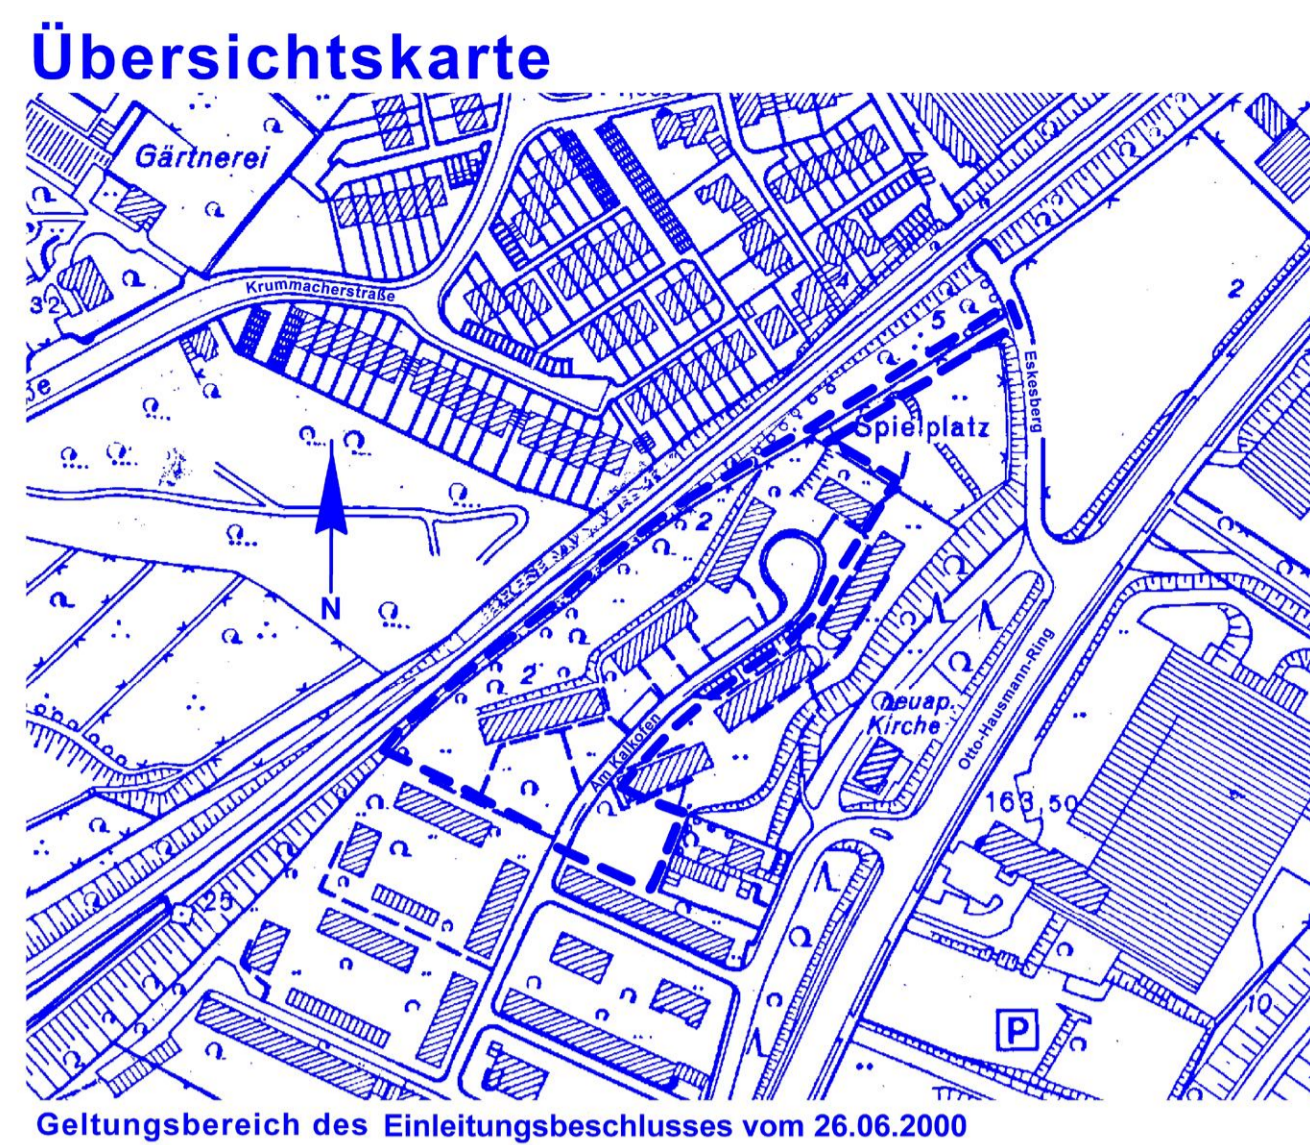 Übersichtskarte
Gärtnerei
32
Krummacherstraße
4
2
5
Eskesberg
Spielplatz
2
N
2
neuap.
Kirche
Otto-Hausmann-Ring
Am Kalkofen
163,50
25
10
P
Geltungsbereich des Einleitungsbeschlusses vom 26.06.2000